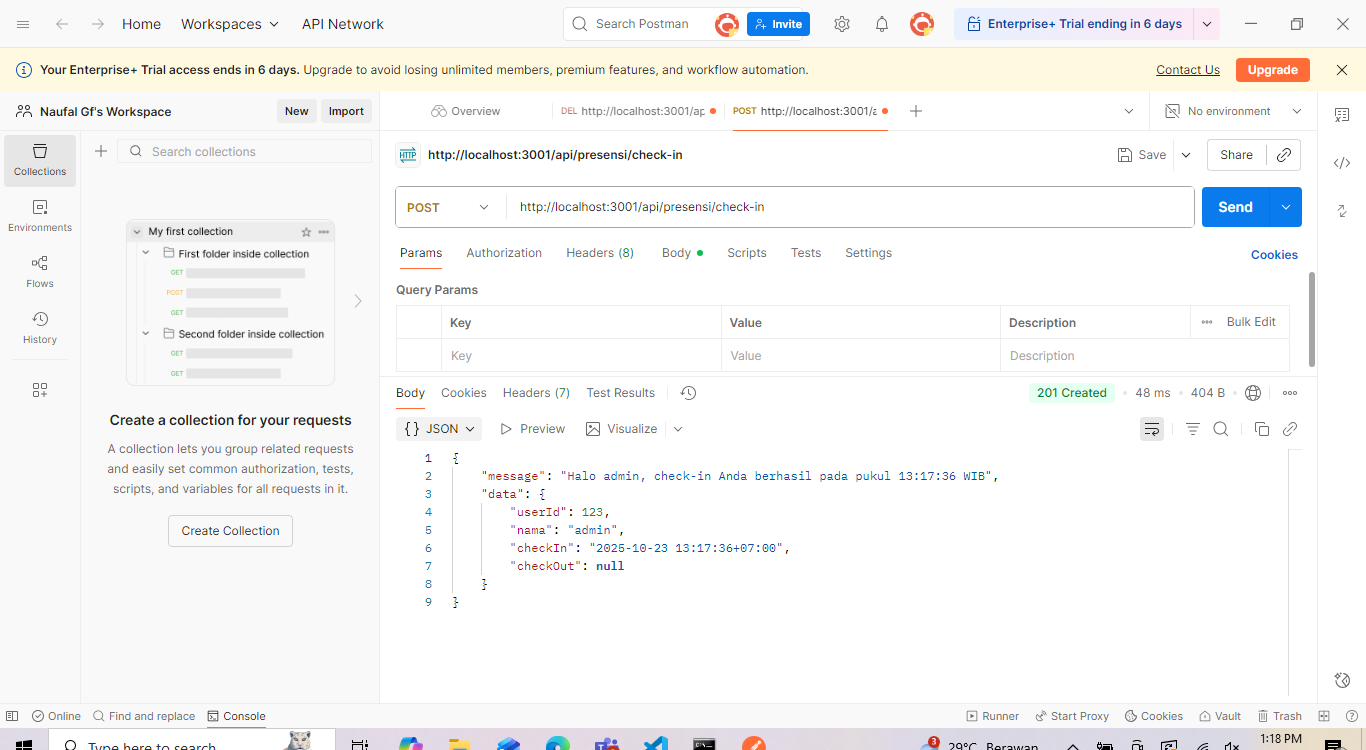 Home Workspaces API Network Search Postman Invite Enterprise+ Trial ending in 6 days
Your Enterprise+ Trial access ends in 6 days. Upgrade to avoid losing unlimited members, premium features, and workflow automation. Contact Us Upgrade
Naufal Gf's Workspace New Import Overview DEL http://localhost:3001/ap POST http://localhost:3001/a No environment
Collections
Environments
Flows
History
Search collections
My first collection
First folder inside collection
GET
POST
GET
Second folder inside collection
GET
GET
Create a collection for your requests
A collection lets you group related requests
and easily set common authorization, tests,
scripts, and variables for all requests in it.
Create Collection
HTTP http://localhost:3001/api/presensi/check-in Save Share
POST http://localhost:3001/api/presensi/check-in Send
Params Authorization Headers (8) Body Scripts Tests Settings Cookies
Query Params
Key Value Description Bulk Edit
Key Value Description
Body Cookies Headers (7) Test Results 201 Created 48 ms 404 B
{} JSON Preview Visualize
1 {
2 "message": "Halo admin, check-in Anda berhasil pada pukul 13:17:36 WIB",
3 "data": {
4 "userId": 123,
5 "nama": "admin",
6 "checkIn": "2025-10-23 13:17:36+07:00",
7 "checkOut": null
8 }
9 }
Online Find and replace Console Runner Start Proxy Cookies Vault Trash
Type here to search 3 29°C Berawan 1:18 PM